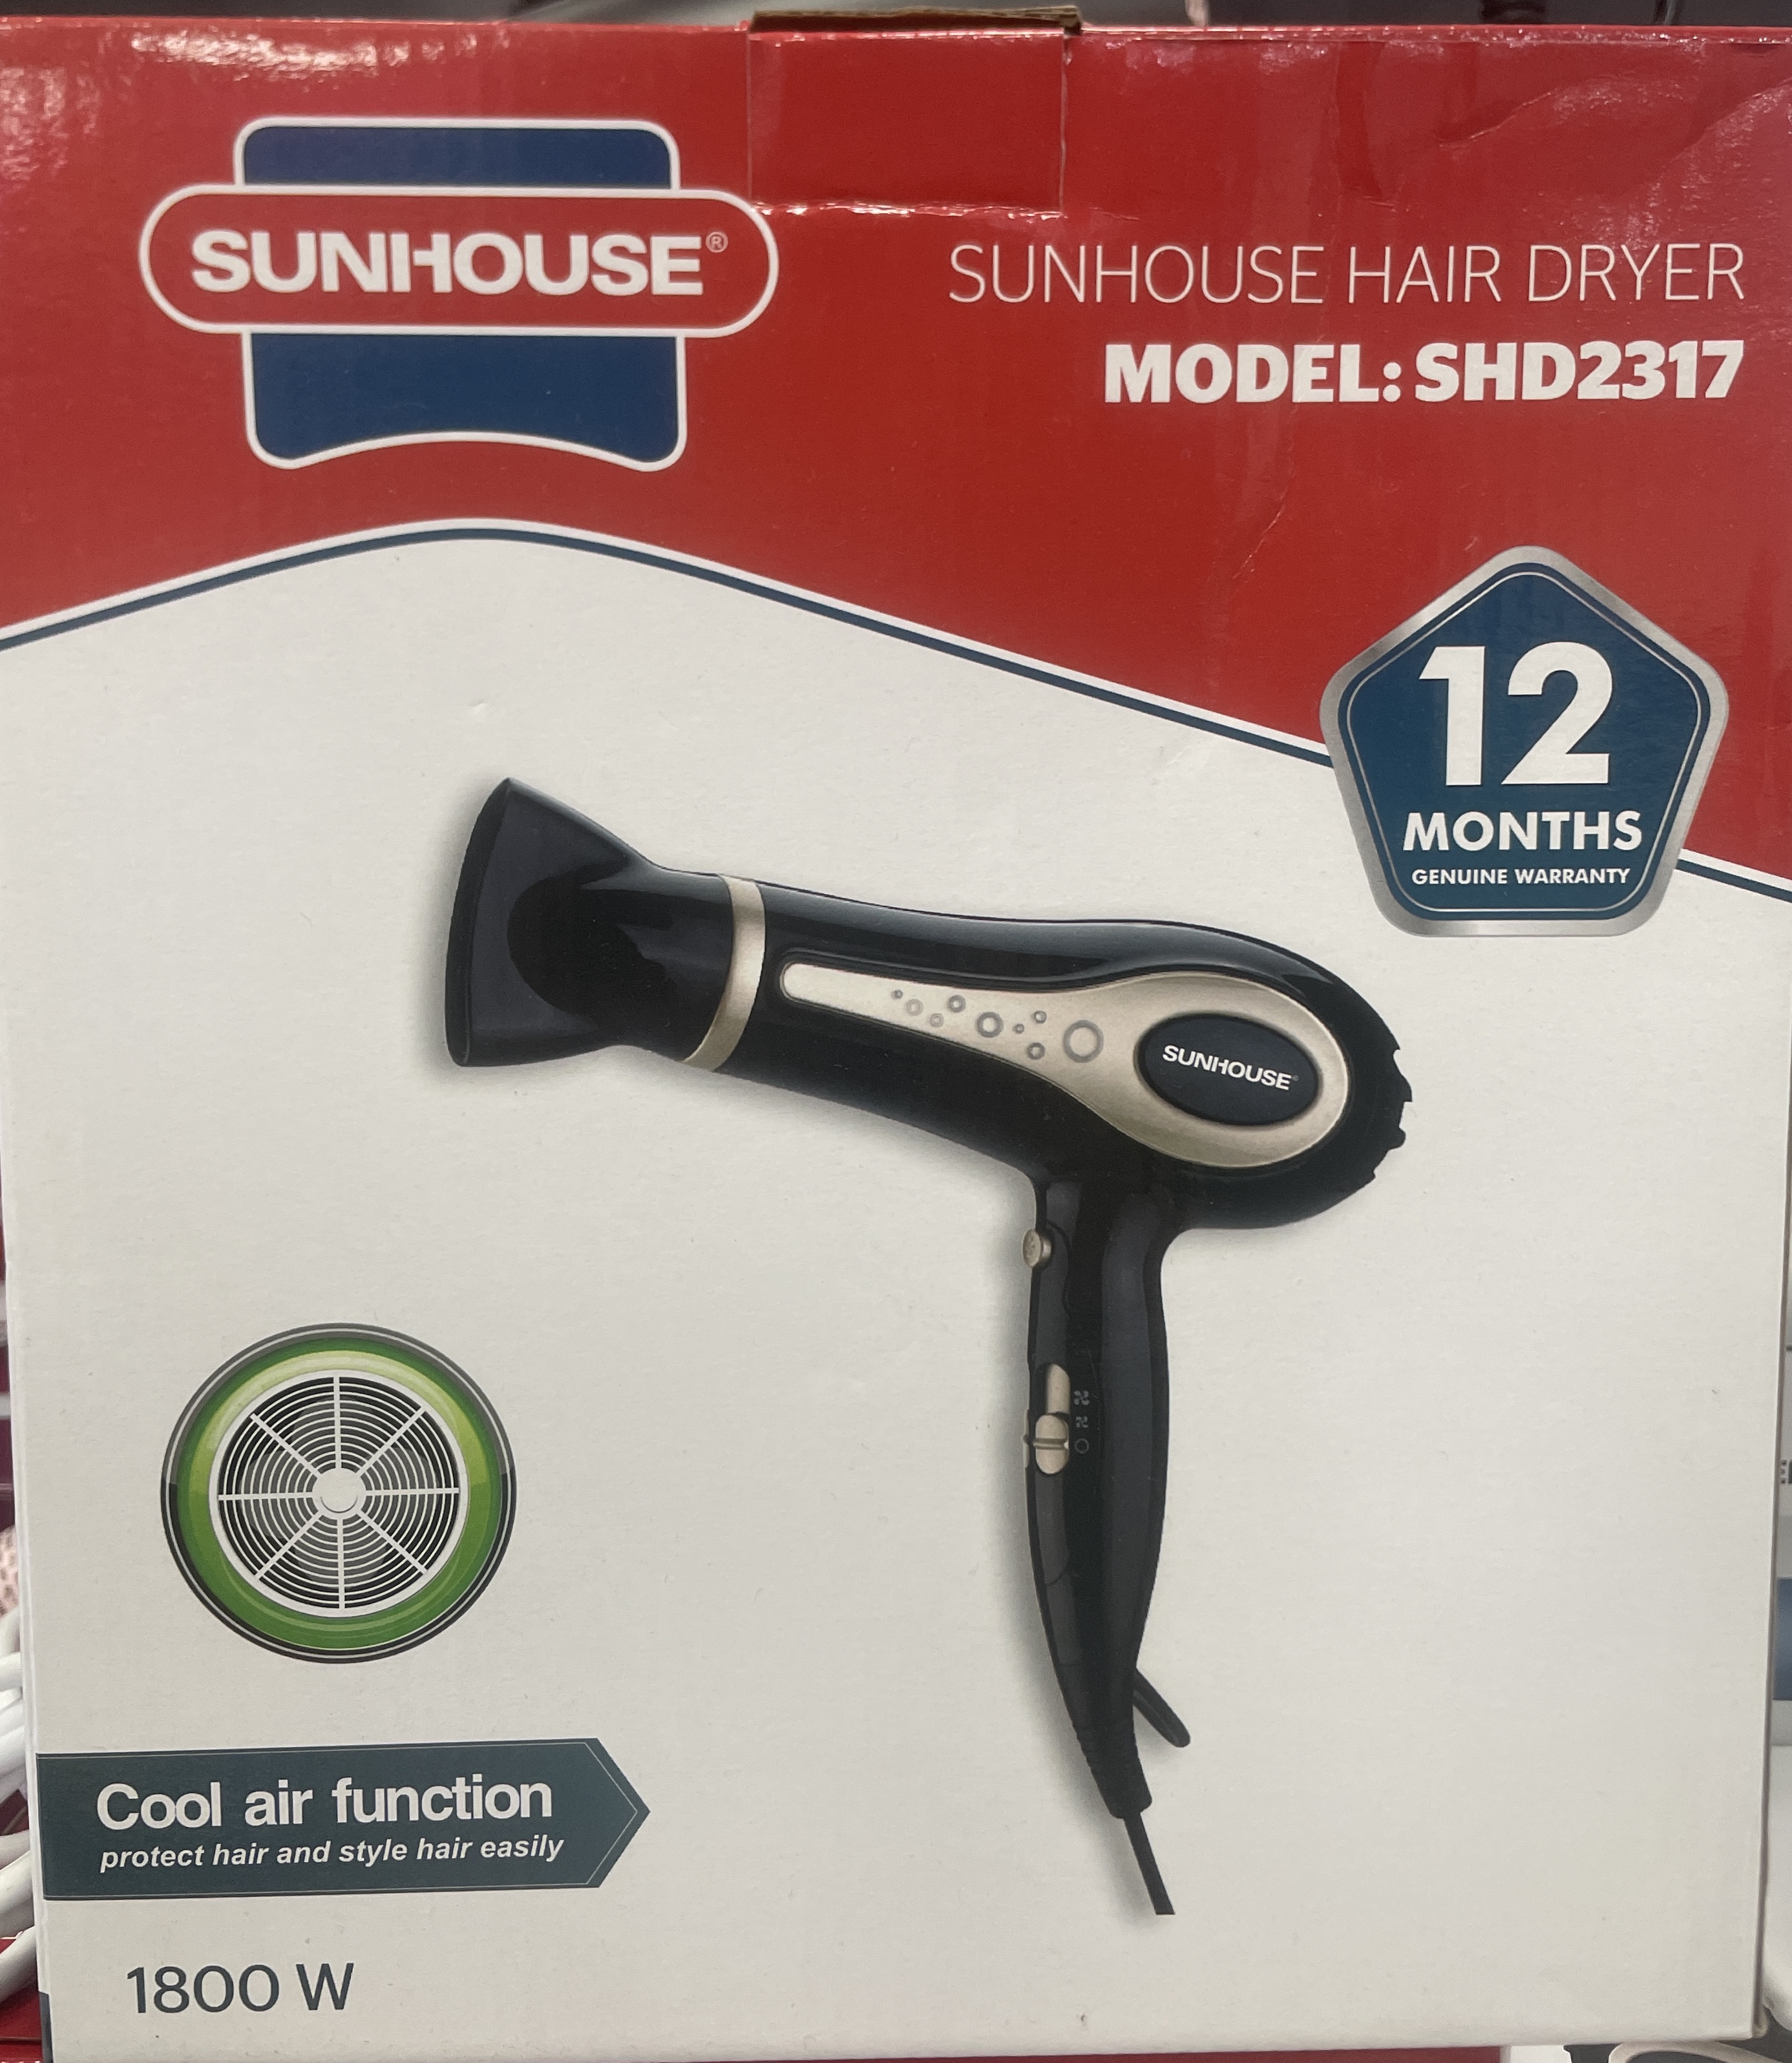 SUNHOUSE®
SUNHOUSE HAIR DRYER
MODEL: SHD2317
12
MONTHS
GENUINE WARRANTY
SUNHOUSE
Cool air function
protect hair and style hair easily
1800 W